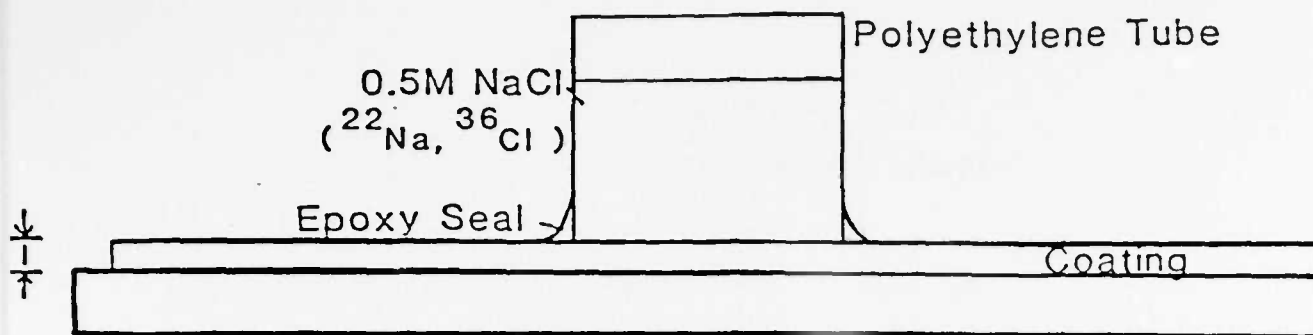 Polyethylene Tube
0.5M NaCl
(²²Na, ³⁶Cl)
Epoxy Seal
l
Coating